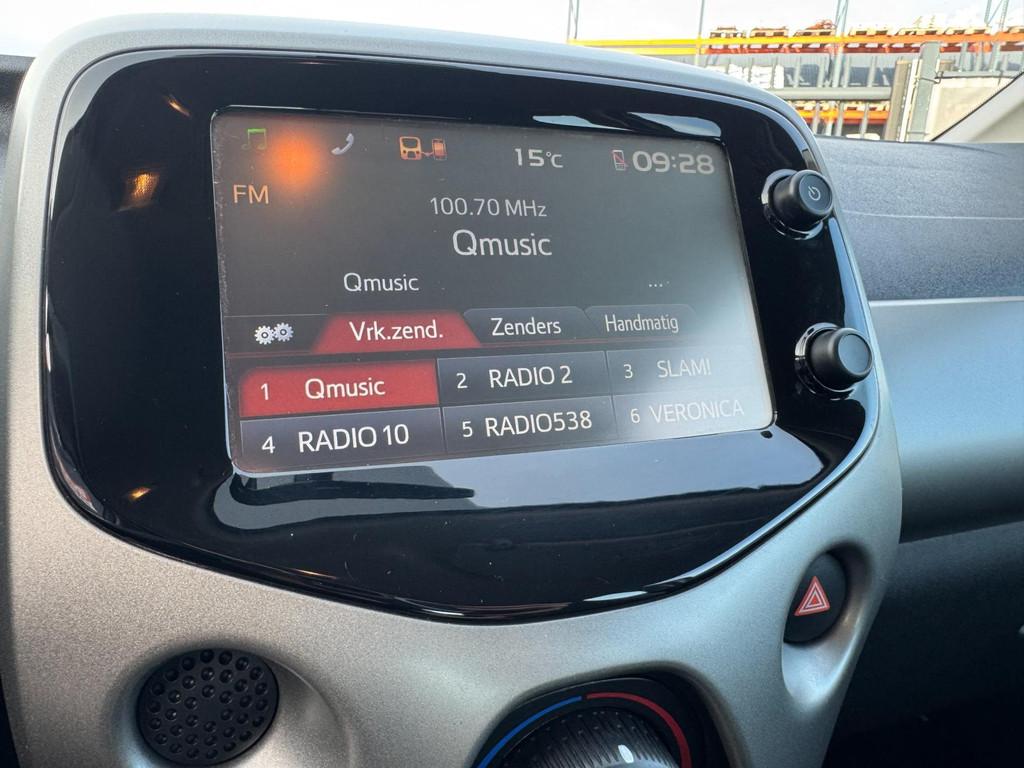 15°C 09:28
FM
100.70 MHz
Qmusic
Qmusic ...
Vrk.zend. Zenders Handmatig
1 Qmusic 2 RADIO 2 3 SLAM!
4 RADIO 10 5 RADIO538 6 VERONICA